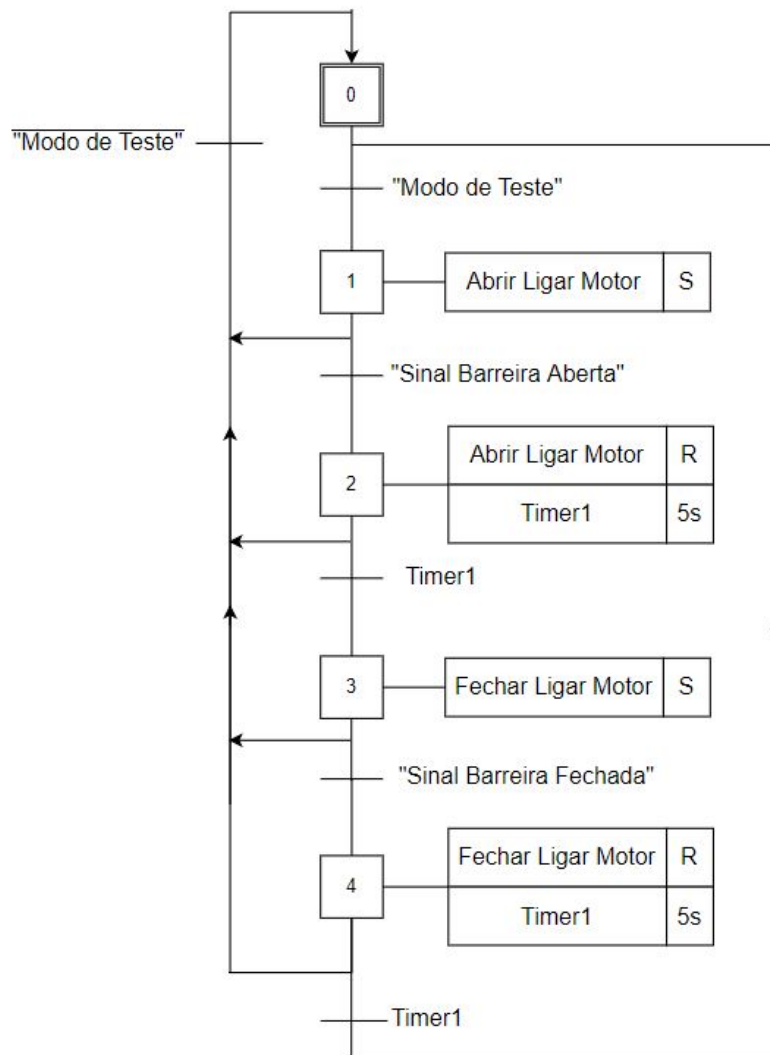 0
"Modo de Teste"
"Modo de Teste"
1
Abrir Ligar Motor S
"Sinal Barreira Aberta"
2
Abrir Ligar Motor R
Timer1 5s
Timer1
3
Fechar Ligar Motor S
"Sinal Barreira Fechada"
4
Fechar Ligar Motor R
Timer1 5s
Timer1